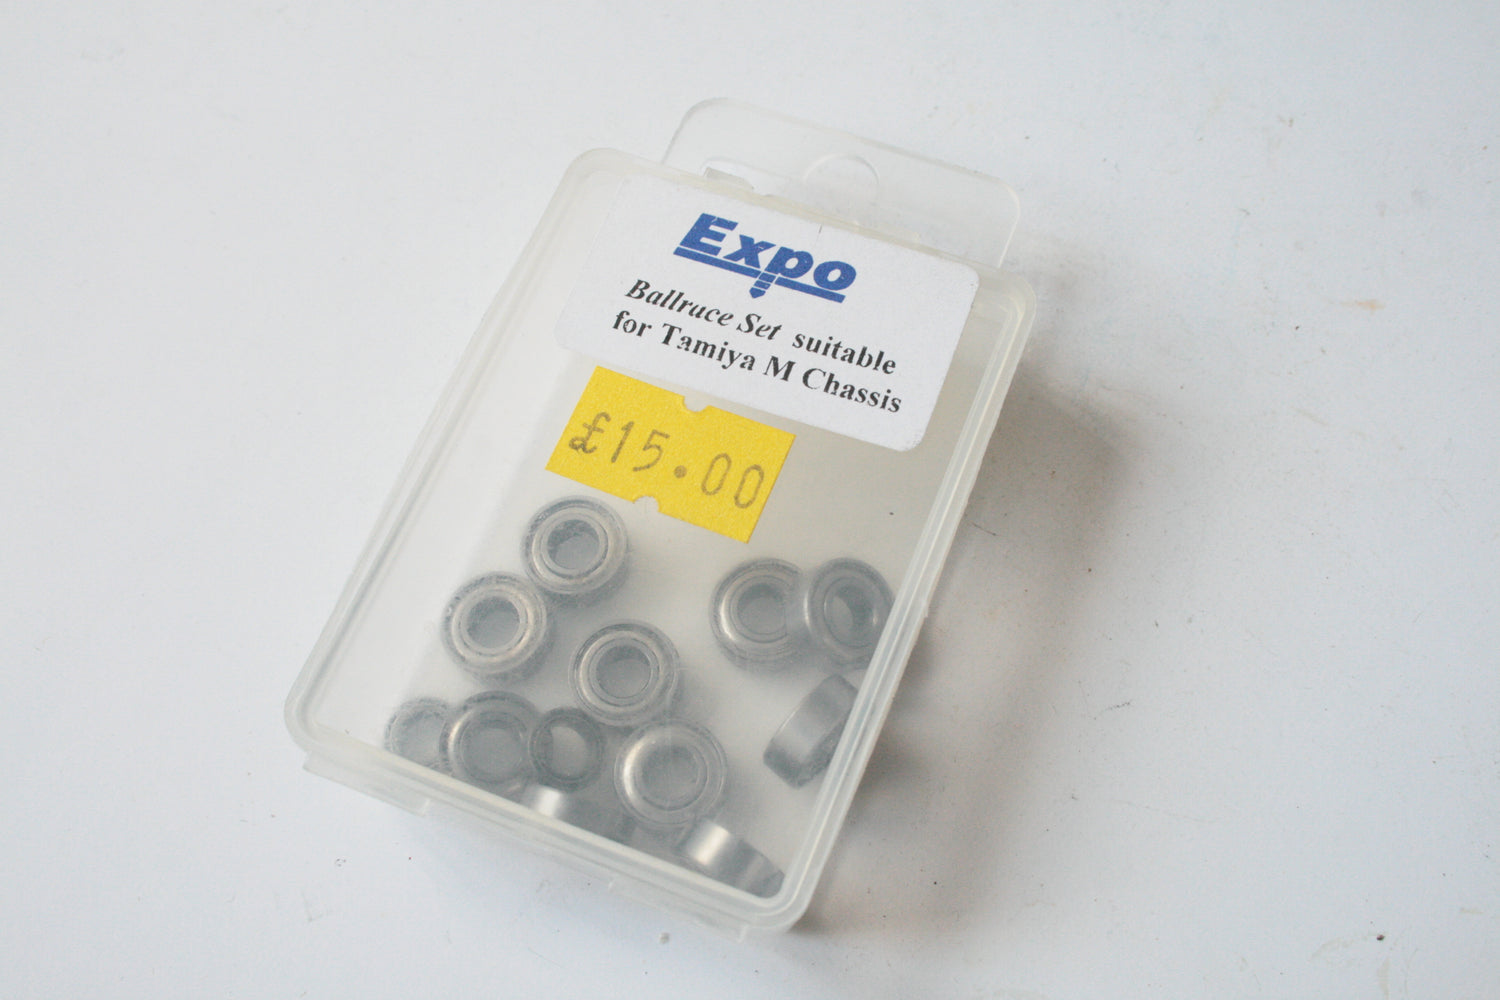 Expo
Ballrace Set suitable
for Tamiya M Chassis
£15.00